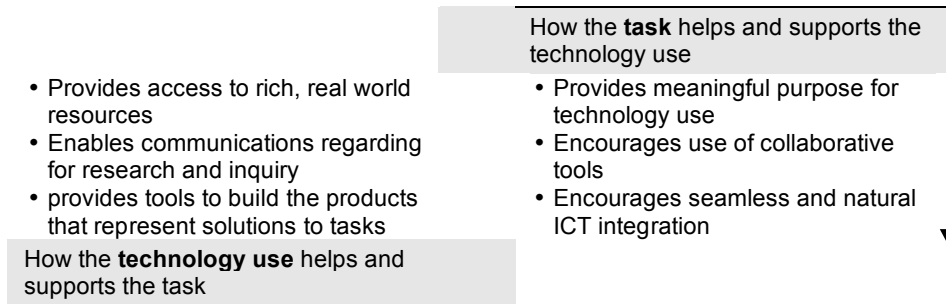 How the task helps and supports the
technology use
• Provides access to rich, real world
resources
• Enables communications regarding
for research and inquiry
• provides tools to build the products
that represent solutions to tasks
How the technology use helps and
supports the task
• Provides meaningful purpose for
technology use
• Encourages use of collaborative
tools
• Encourages seamless and natural
ICT integration